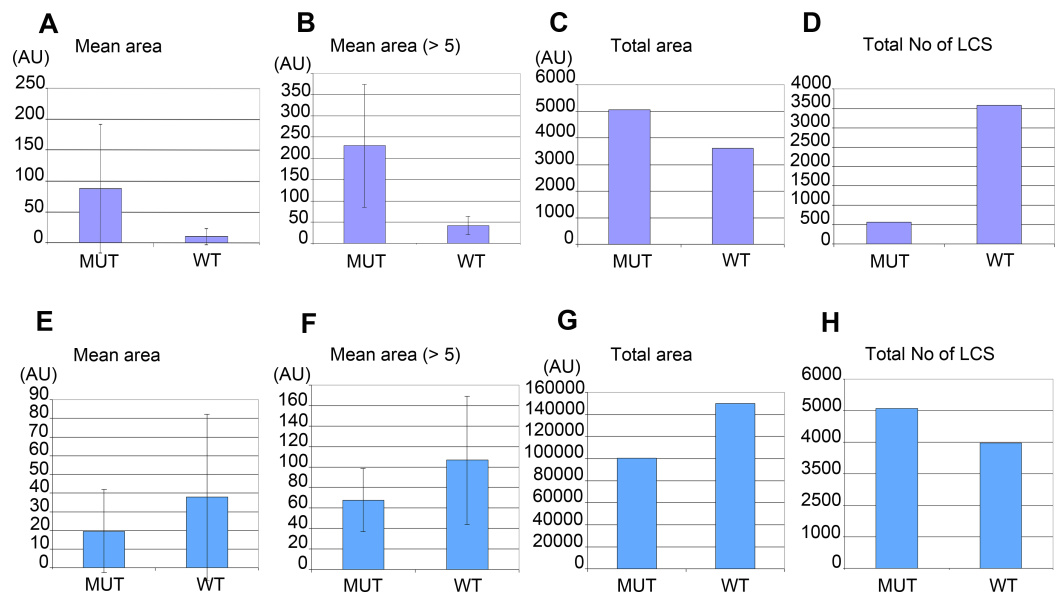 A
Mean area
(AU)
250
200
150
100
50
0
MUT
WT
B
Mean area (> 5)
(AU)
350
300
250
200
150
100
50
0
MUT
WT
C
Total area
(AU)
6000
5000
4000
3000
2000
1000
0
MUT
WT
D
Total No of LCS
4000
3500
3000
2500
2000
1500
1000
500
0
MUT
WT
E
Mean area
(AU)
90
80
70
60
50
40
30
20
10
0
MUT
WT
F
Mean area (> 5)
(AU)
160
140
120
100
80
60
40
20
0
MUT
WT
G
Total area
(AU)
160000
140000
120000
100000
80000
60000
40000
20000
0
MUT
WT
H
Total No of LCS
6000
5000
4000
3500
2500
1000
0
MUT
WT